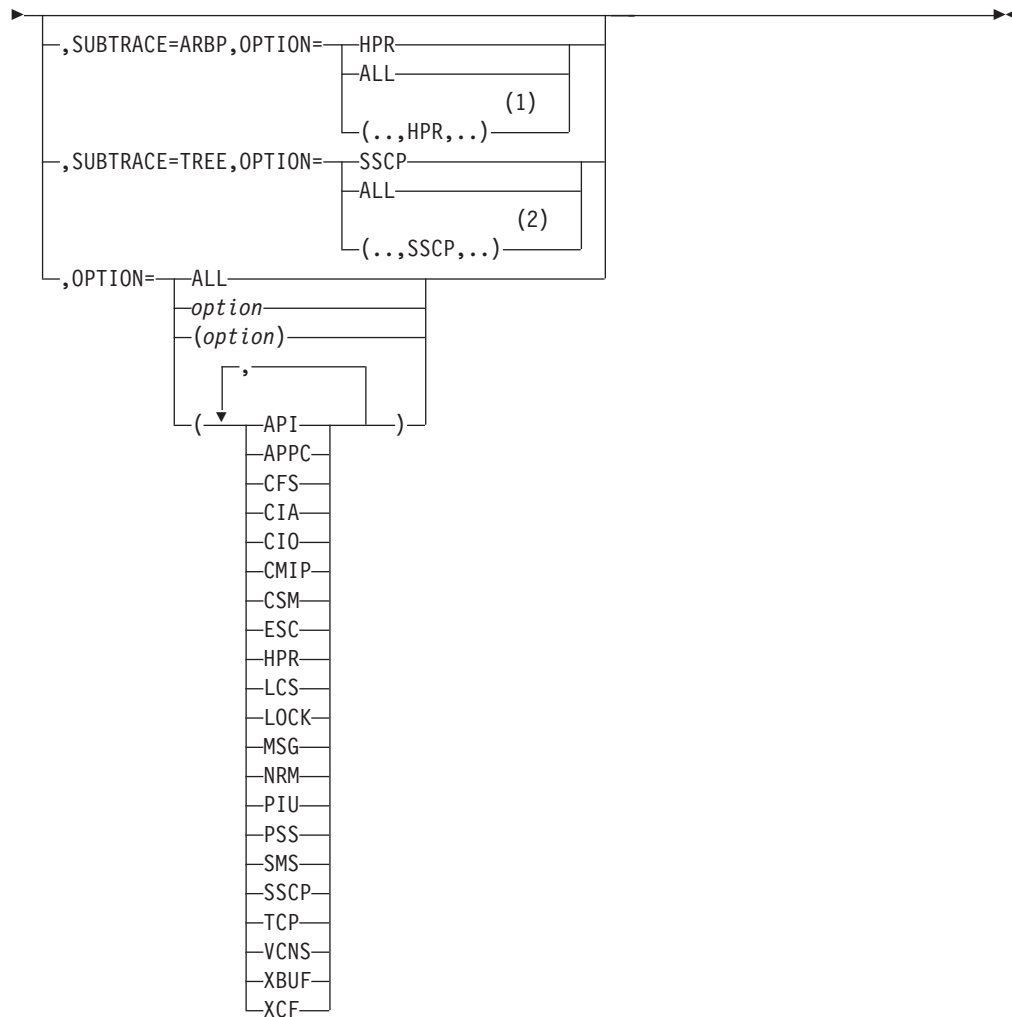 ,SUBTRACE=ARBP,OPTION= HPR
ALL
(1)
(..,HPR,..)
,SUBTRACE=TREE,OPTION= SSCP
ALL
(2)
(..,SSCP,..)
,OPTION= ALL
option
(option)
,
( API )
APPC
CFS
CIA
CIO
CMIP
CSM
ESC
HPR
LCS
LOCK
MSG
NRM
PIU
PSS
SMS
SSCP
TCP
VCNS
XBUF
XCF